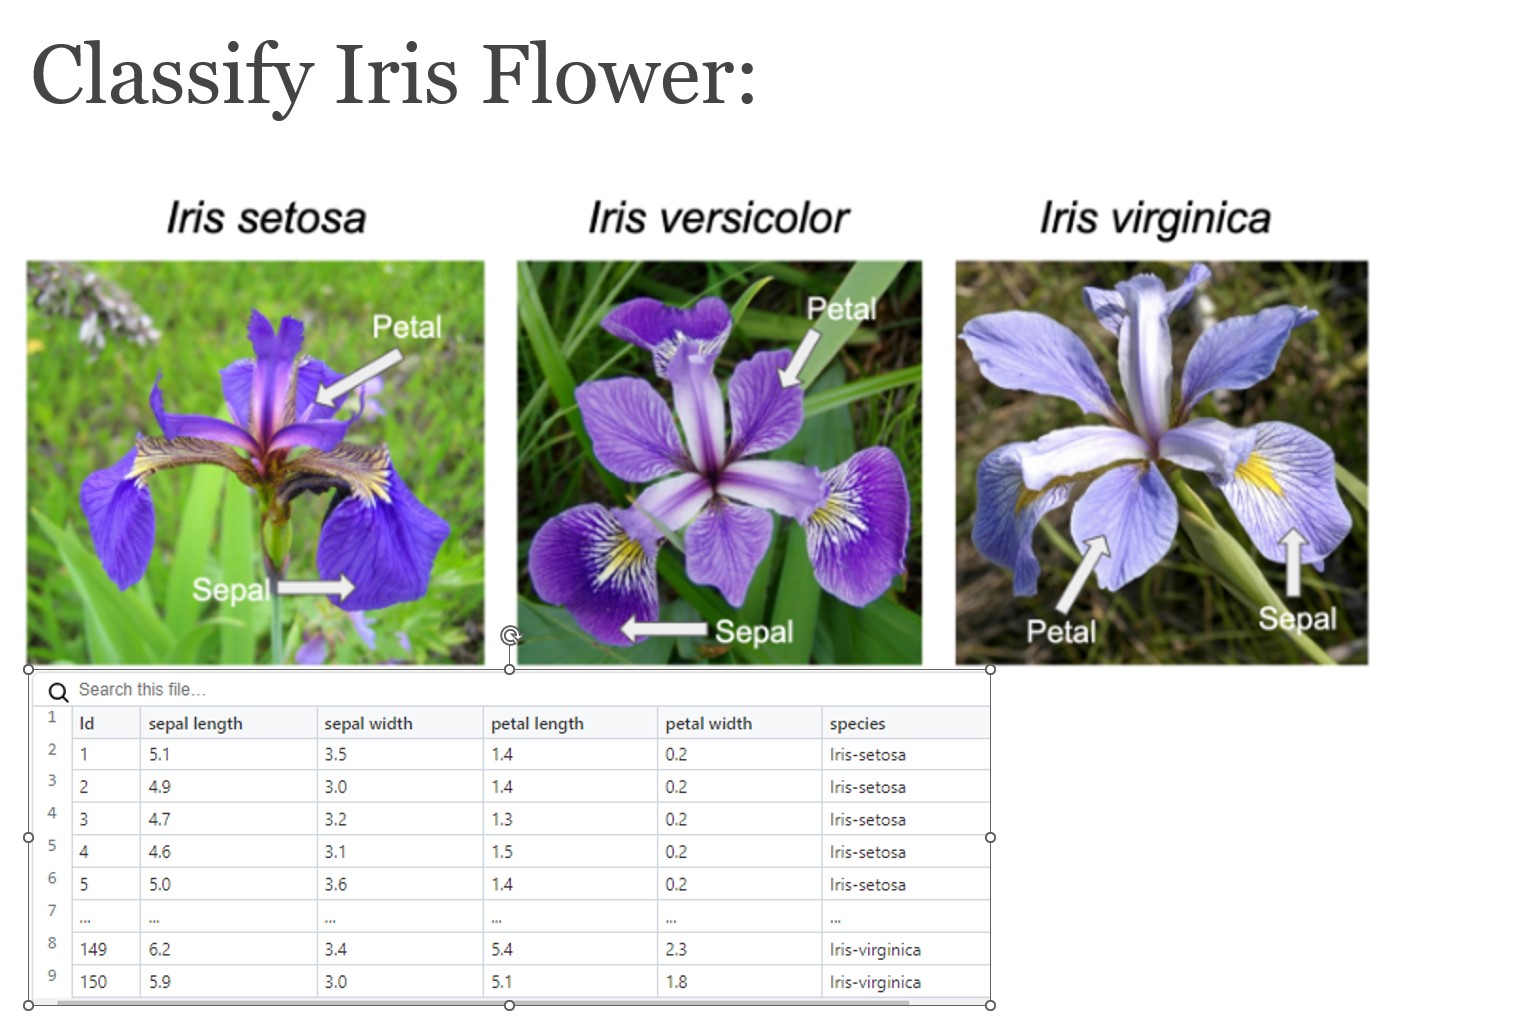 Classify Iris Flower:
Iris setosa
Iris versicolor
Iris virginica
Petal
Sepal
Petal
Sepal
Petal
Sepal
Search this file...
1 Id sepal length sepal width petal length petal width species
2 1 5.1 3.5 1.4 0.2 Iris-setosa
3 2 4.9 3.0 1.4 0.2 Iris-setosa
4 3 4.7 3.2 1.3 0.2 Iris-setosa
5 4 4.6 3.1 1.5 0.2 Iris-setosa
6 5 5.0 3.6 1.4 0.2 Iris-setosa
7 ... ... ... ... ... ...
8 149 6.2 3.4 5.4 2.3 Iris-virginica
9 150 5.9 3.0 5.1 1.8 Iris-virginica